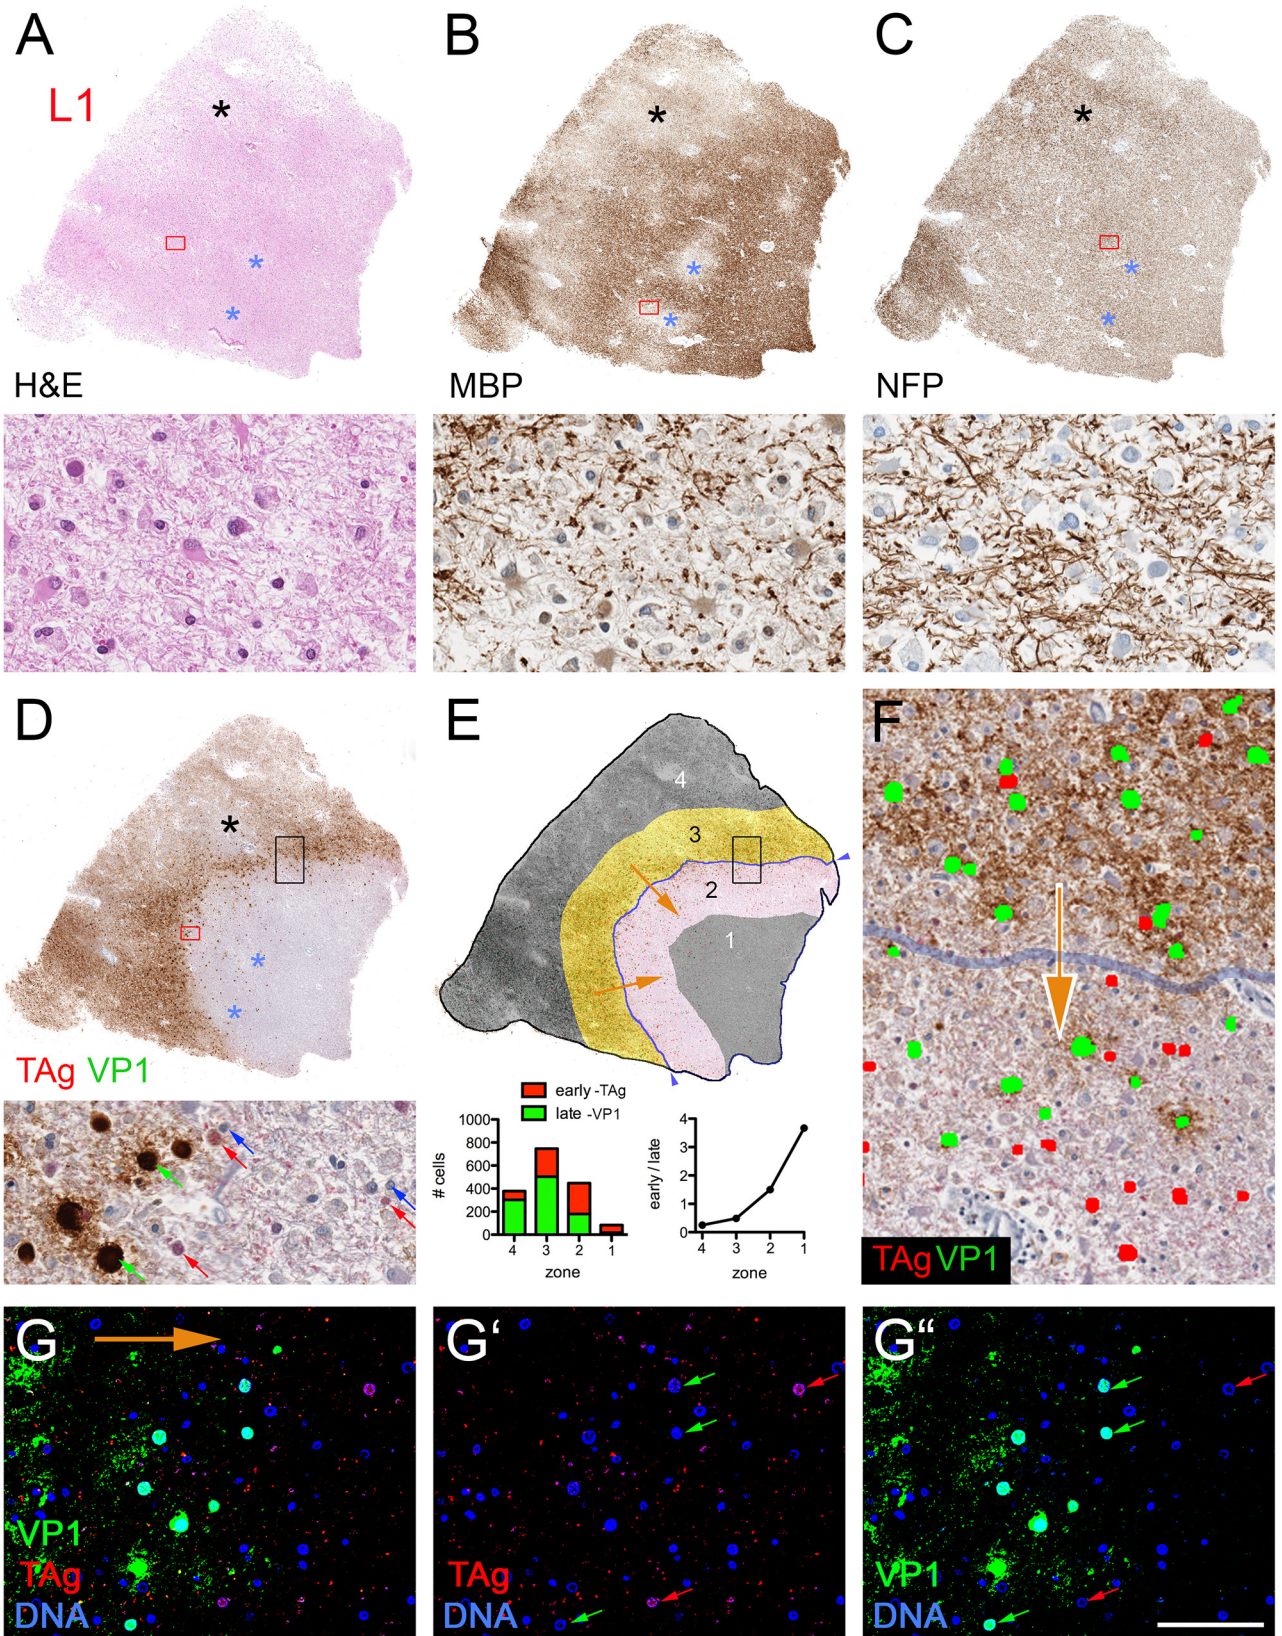 A
B
C
L1
*
*
*
*
*
*
*
*
*
H&E
MBP
NFP
D
E
F
*
*
*
4
3
2
1
TAg VP1
early -TAg
late -VP1
1000
800
600
400
200
0
# cells
4
3
2
1
zone
4
3
2
1
0
early / late
4
3
2
1
zone
TAg VP1
G
G‘
G“
VP1
TAg
DNA
TAg
DNA
VP1
DNA